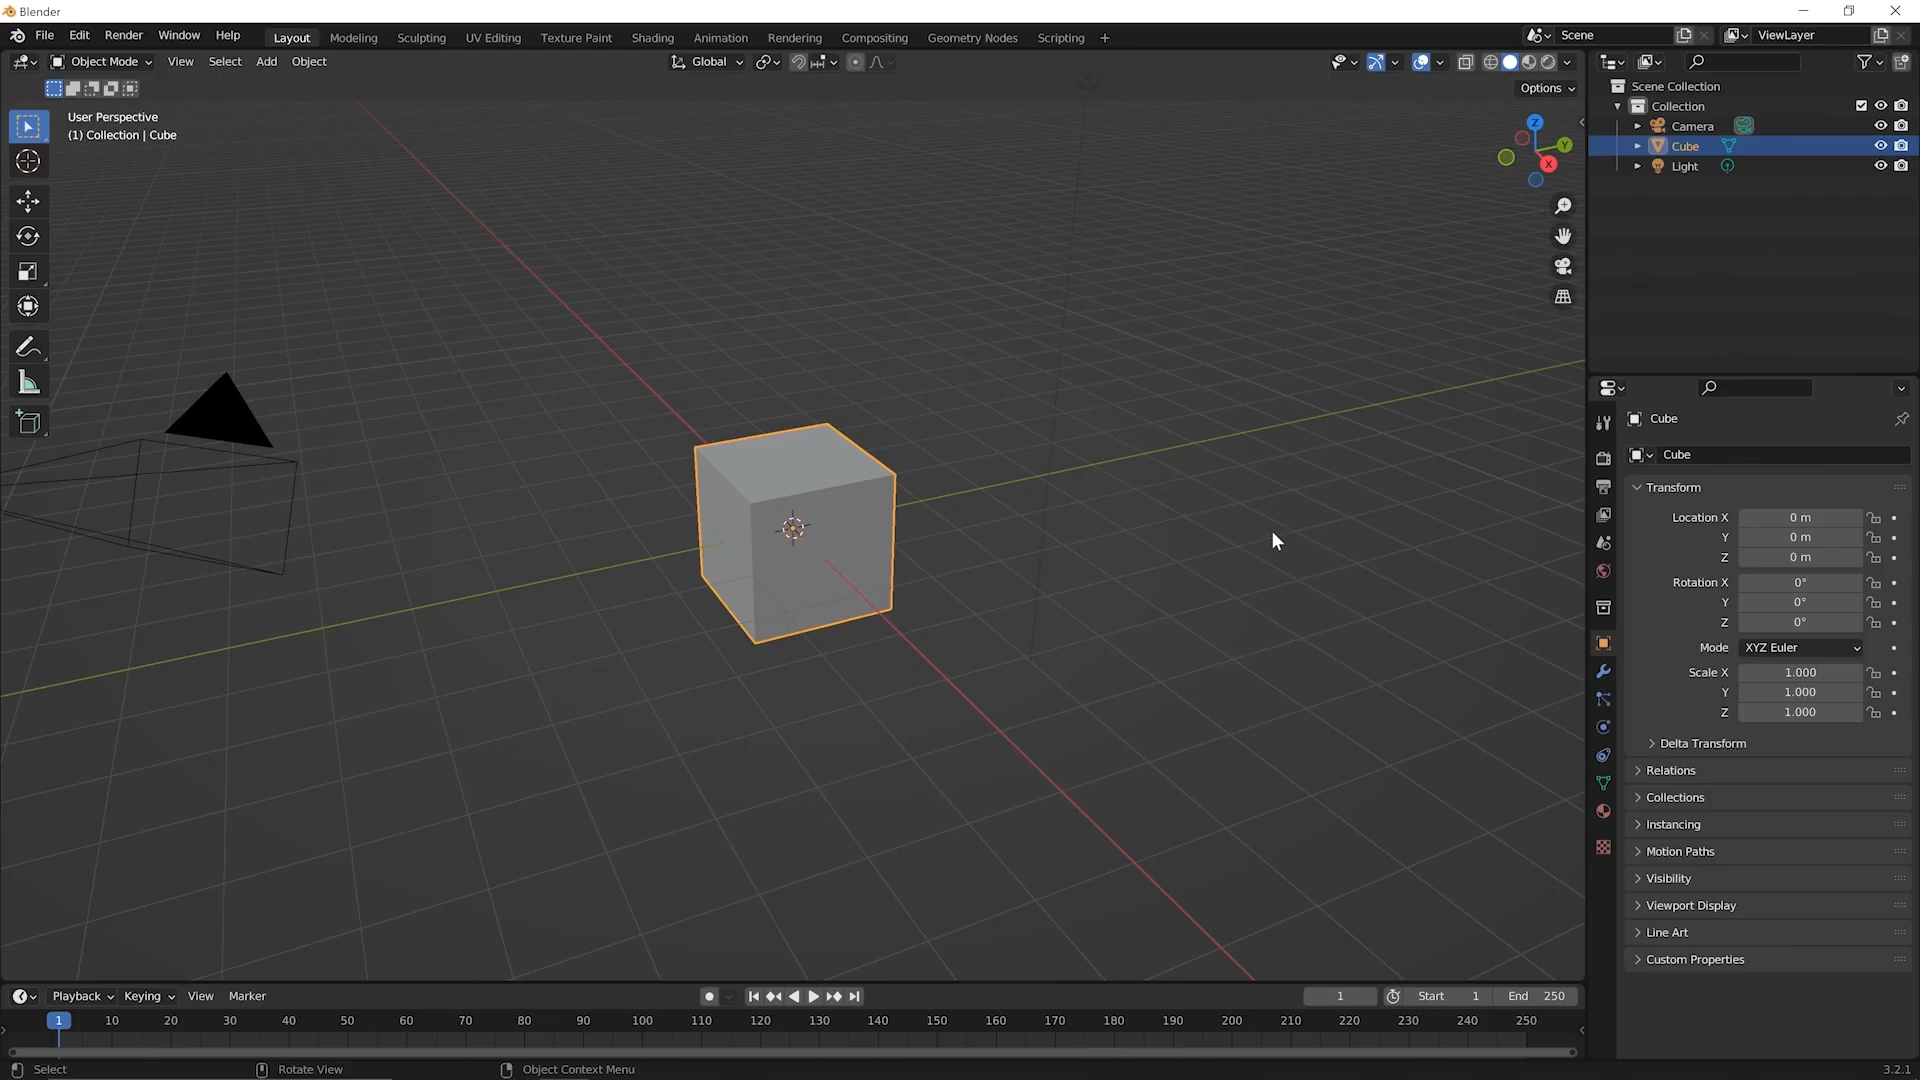 Blender
File Edit Render Window Help Layout Modeling Sculpting UV Editing Texture Paint Shading Animation Rendering Compositing Geometry Nodes Scripting + Scene ViewLayer
Object Mode View Select Add Object Global
Options
User Perspective
(1) Collection | Cube
Z
Y
X
Scene Collection
Collection
Camera
Cube
Light
Cube
Cube
Transform
Location X 0 m
Y 0 m
Z 0 m
Rotation X 0°
Y 0°
Z 0°
Mode XYZ Euler
Scale X 1.000
Y 1.000
Z 1.000
Delta Transform
Relations
Collections
Instancing
Motion Paths
Visibility
Viewport Display
Line Art
Custom Properties
Playback Keying View Marker 1 Start 1 End 250
1 10 20 30 40 50 60 70 80 90 100 110 120 130 140 150 160 170 180 190 200 210 220 230 240 250
Select Rotate View Object Context Menu 3.2.1